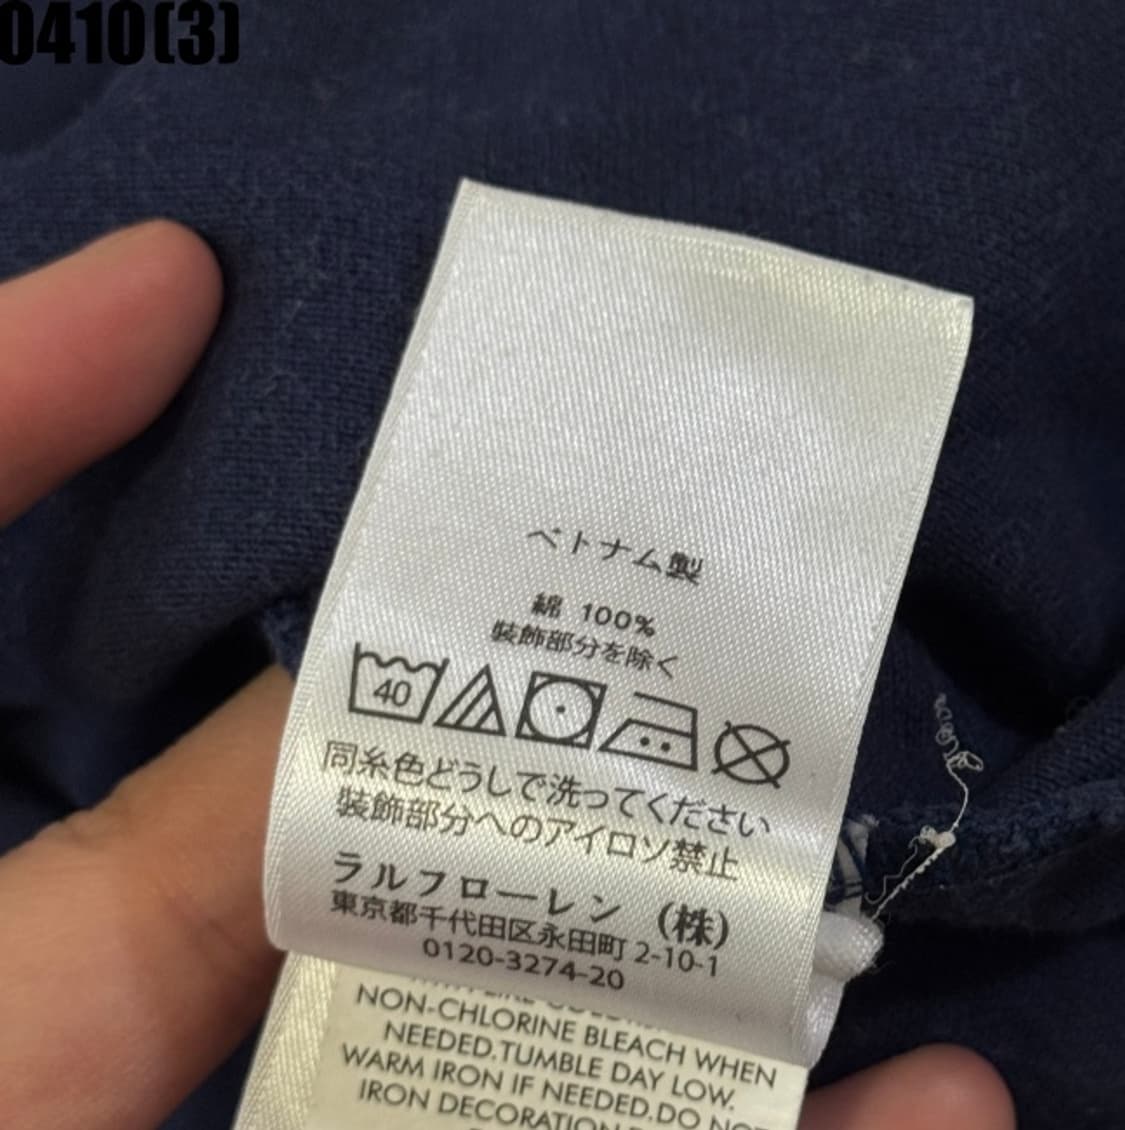 0410(3)
ベトナム製
綿 100%
装飾部分を除く
40
同糸色どうしで洗ってください
装飾部分へのアイロソ禁止
ラルフローレン (株)
東京都千代田区永田町 2-10-1
0120-3274-20
NON-CHLORINE BLEACH WHEN
NEEDED.TUMBLE DAY LOW.
WARM IRON IF NEEDED.DO NOT
IRON DECORATION